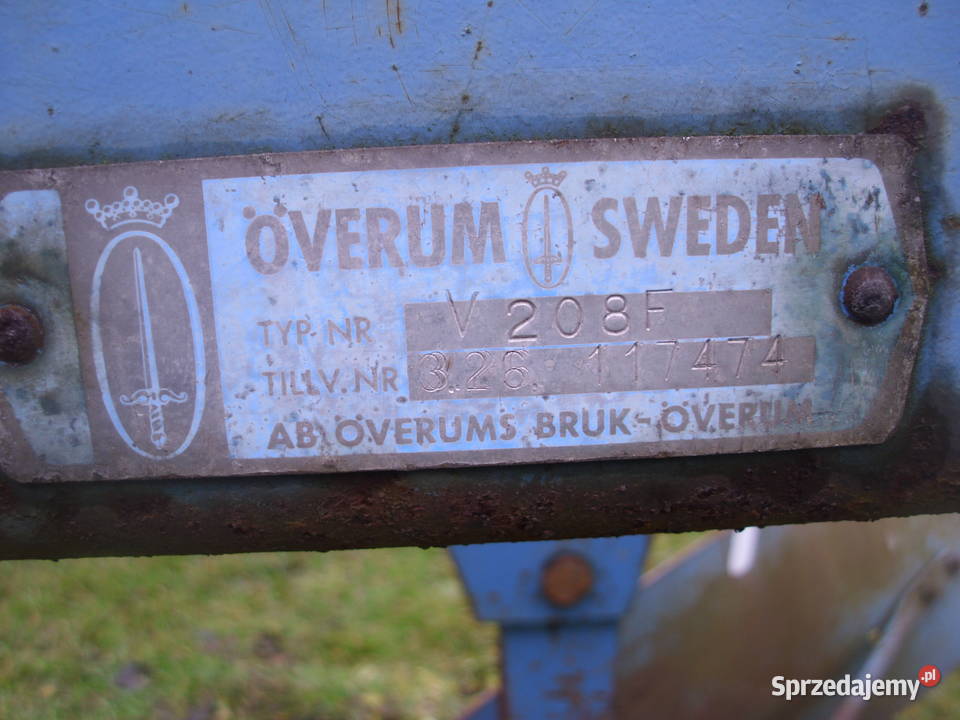 ÖVERUM SWEDEN
TYP. NR V 208F
TILLV. NR 326 117474
AB ÖVERUMS BRUK - ÖVERUM
Sprzedajemy.pl